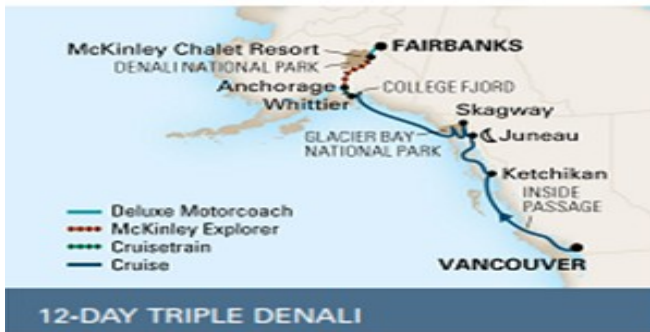 McKinley Chalet Resort
FAIRBANKS
DENALI NATIONAL PARK
Anchorage
COLLEGE FJORD
Whittier
Skagway
GLACIER BAY
NATIONAL PARK
Juneau
Ketchikan
INSIDE
PASSAGE
VANCOUVER
Deluxe Motorcoach
McKinley Explorer
Cruisetrain
Cruise
12-DAY TRIPLE DENALI